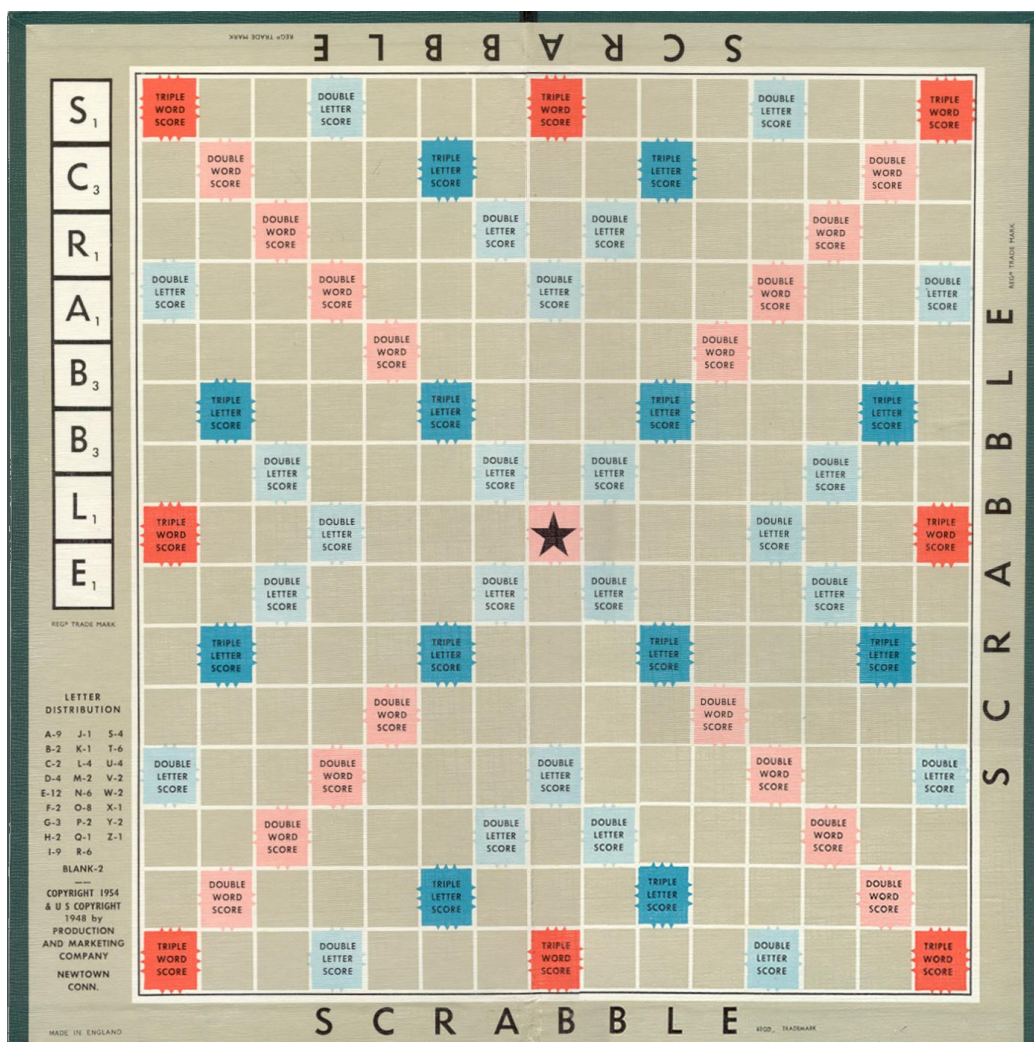 SCRABBLE
REGD TRADE MARK
S1
C3
R1
A1
B3
B3
L1
E1
REGD TRADE MARK
LETTER
DISTRIBUTION
A-9 J-1 S-4
B-2 K-1 T-6
C-2 L-4 U-4
D-4 M-2 V-2
E-12 N-6 W-2
F-2 O-8 X-1
G-3 P-2 Y-2
H-2 Q-1 Z-1
I-9 R-6
BLANK-2
COPYRIGHT 1954
& U S COPYRIGHT
1948 by
PRODUCTION
AND MARKETING
COMPANY
NEWTOWN
CONN.
MADE IN ENGLAND
TRIPLE DOUBLE TRIPLE DOUBLE TRIPLE
WORD LETTER WORD LETTER WORD
SCORE SCORE SCORE SCORE SCORE
DOUBLE TRIPLE TRIPLE DOUBLE
WORD LETTER LETTER WORD
SCORE SCORE SCORE SCORE
DOUBLE DOUBLE DOUBLE DOUBLE
WORD LETTER LETTER WORD
SCORE SCORE SCORE SCORE
DOUBLE DOUBLE DOUBLE DOUBLE DOUBLE
LETTER WORD LETTER WORD LETTER
SCORE SCORE SCORE SCORE SCORE
DOUBLE DOUBLE
WORD WORD
SCORE SCORE
TRIPLE TRIPLE TRIPLE TRIPLE
LETTER LETTER LETTER LETTER
SCORE SCORE SCORE SCORE
DOUBLE DOUBLE DOUBLE DOUBLE
LETTER LETTER LETTER LETTER
SCORE SCORE SCORE SCORE
TRIPLE DOUBLE DOUBLE TRIPLE
WORD LETTER LETTER WORD
SCORE SCORE SCORE SCORE
DOUBLE DOUBLE DOUBLE DOUBLE
LETTER LETTER LETTER LETTER
SCORE SCORE SCORE SCORE
TRIPLE TRIPLE TRIPLE TRIPLE
LETTER LETTER LETTER LETTER
SCORE SCORE SCORE SCORE
DOUBLE DOUBLE
WORD WORD
SCORE SCORE
DOUBLE DOUBLE DOUBLE DOUBLE DOUBLE
LETTER WORD LETTER WORD LETTER
SCORE SCORE SCORE SCORE SCORE
DOUBLE DOUBLE DOUBLE DOUBLE
WORD LETTER LETTER WORD
SCORE SCORE SCORE SCORE
DOUBLE TRIPLE TRIPLE DOUBLE
WORD LETTER LETTER WORD
SCORE SCORE SCORE SCORE
TRIPLE DOUBLE TRIPLE DOUBLE TRIPLE
WORD LETTER WORD LETTER WORD
SCORE SCORE SCORE SCORE SCORE
REGD TRADE MARK
SCRABBLE
SCRABBLE
REGD. TRADEMARK